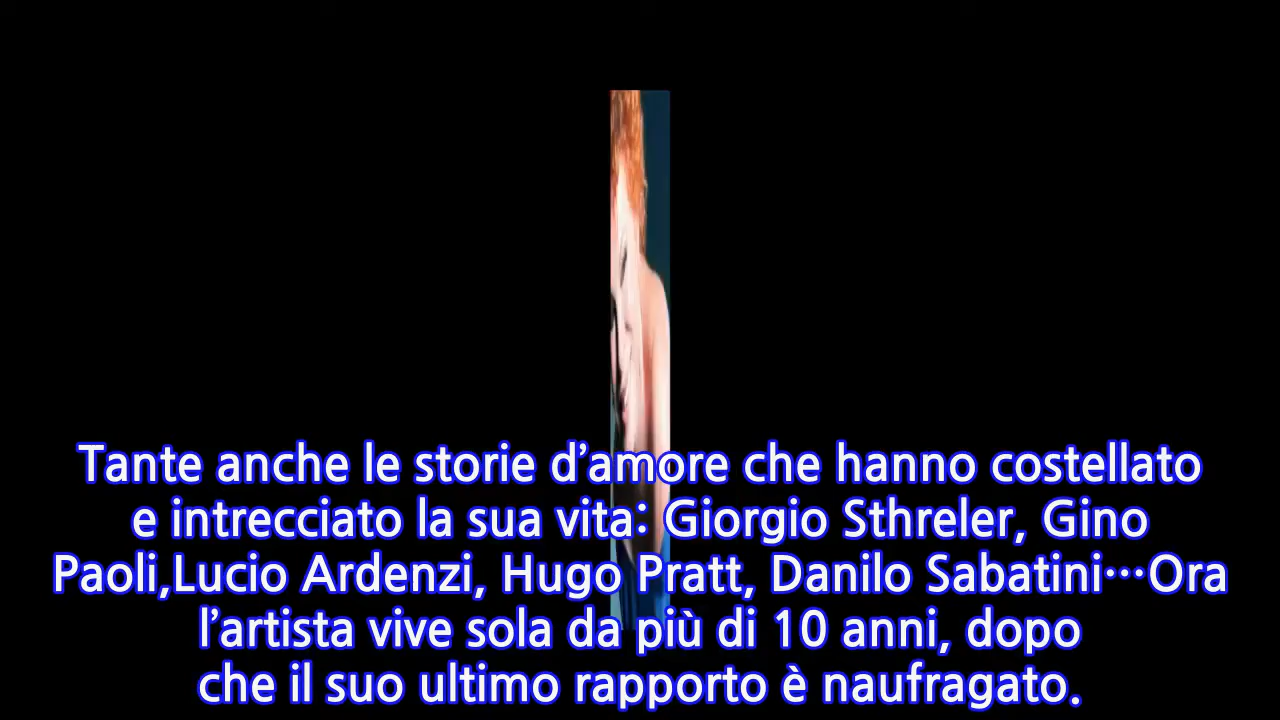 Tante anche le storie d’amore che hanno costellato
e intrecciato la sua vita: Giorgio Sthreler, Gino
Paoli,Lucio Ardenzi, Hugo Pratt, Danilo Sabatini…Ora
l’artista vive sola da più di 10 anni, dopo
che il suo ultimo rapporto è naufragato.